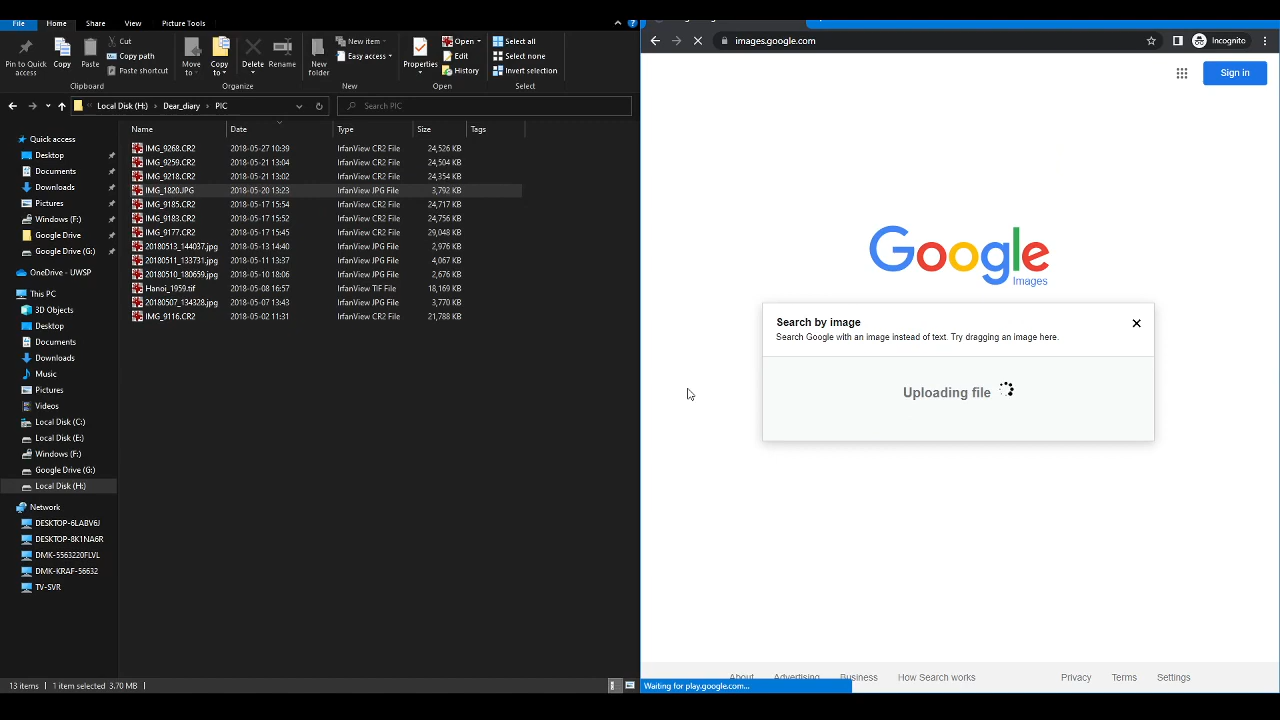 File Home Share View Picture Tools
Pin to Quick access Copy Paste Cut Copy path Paste shortcut Move to Copy to Delete Rename New folder New item Easy access Properties Open Edit History Select all Select none Invert selection
Clipboard Organize New Open Select
Local Disk (H:) Dear_diary PIC Search PIC
Name Date Type Size Tags
IMG_9268.CR2 2018-05-27 10:39 IrfanView CR2 File 24,526 KB
IMG_9259.CR2 2018-05-21 13:04 IrfanView CR2 File 24,504 KB
IMG_9218.CR2 2018-05-21 13:02 IrfanView CR2 File 24,354 KB
IMG_1820.JPG 2018-05-20 13:23 IrfanView JPG File 3,792 KB
IMG_9185.CR2 2018-05-17 15:54 IrfanView CR2 File 24,717 KB
IMG_9183.CR2 2018-05-17 15:52 IrfanView CR2 File 24,756 KB
IMG_9177.CR2 2018-05-17 15:45 IrfanView CR2 File 29,048 KB
20180513_144037.jpg 2018-05-13 14:40 IrfanView JPG File 2,976 KB
20180511_133731.jpg 2018-05-11 13:37 IrfanView JPG File 4,067 KB
20180510_180659.jpg 2018-05-10 18:06 IrfanView JPG File 2,676 KB
Hanoi_1959.tif 2018-05-08 16:57 IrfanView TIF File 18,169 KB
20180507_134328.jpg 2018-05-07 13:43 IrfanView JPG File 3,770 KB
IMG_9116.CR2 2018-05-02 11:31 IrfanView CR2 File 21,788 KB
Quick access
Desktop
Documents
Downloads
Pictures
Windows (F:)
Google Drive
Google Drive (G:)
OneDrive - UWSP
This PC
3D Objects
Desktop
Documents
Downloads
Music
Pictures
Videos
Local Disk (C:)
Local Disk (E:)
Windows (F:)
Google Drive (G:)
Local Disk (H:)
Network
DESKTOP-6LABV6J
DESKTOP-8K1NA6R
DMK-5563220FLVL
DMK-KRAF-56632
TV-SVR
13 items 1 item selected 3.70 MB
images.google.com Incognito
Sign in
Google
Images
Search by image
Search Google with an image instead of text. Try dragging an image here.
Uploading file
About Advertising Business How Search works Privacy Terms Settings
Waiting for play.google.com...